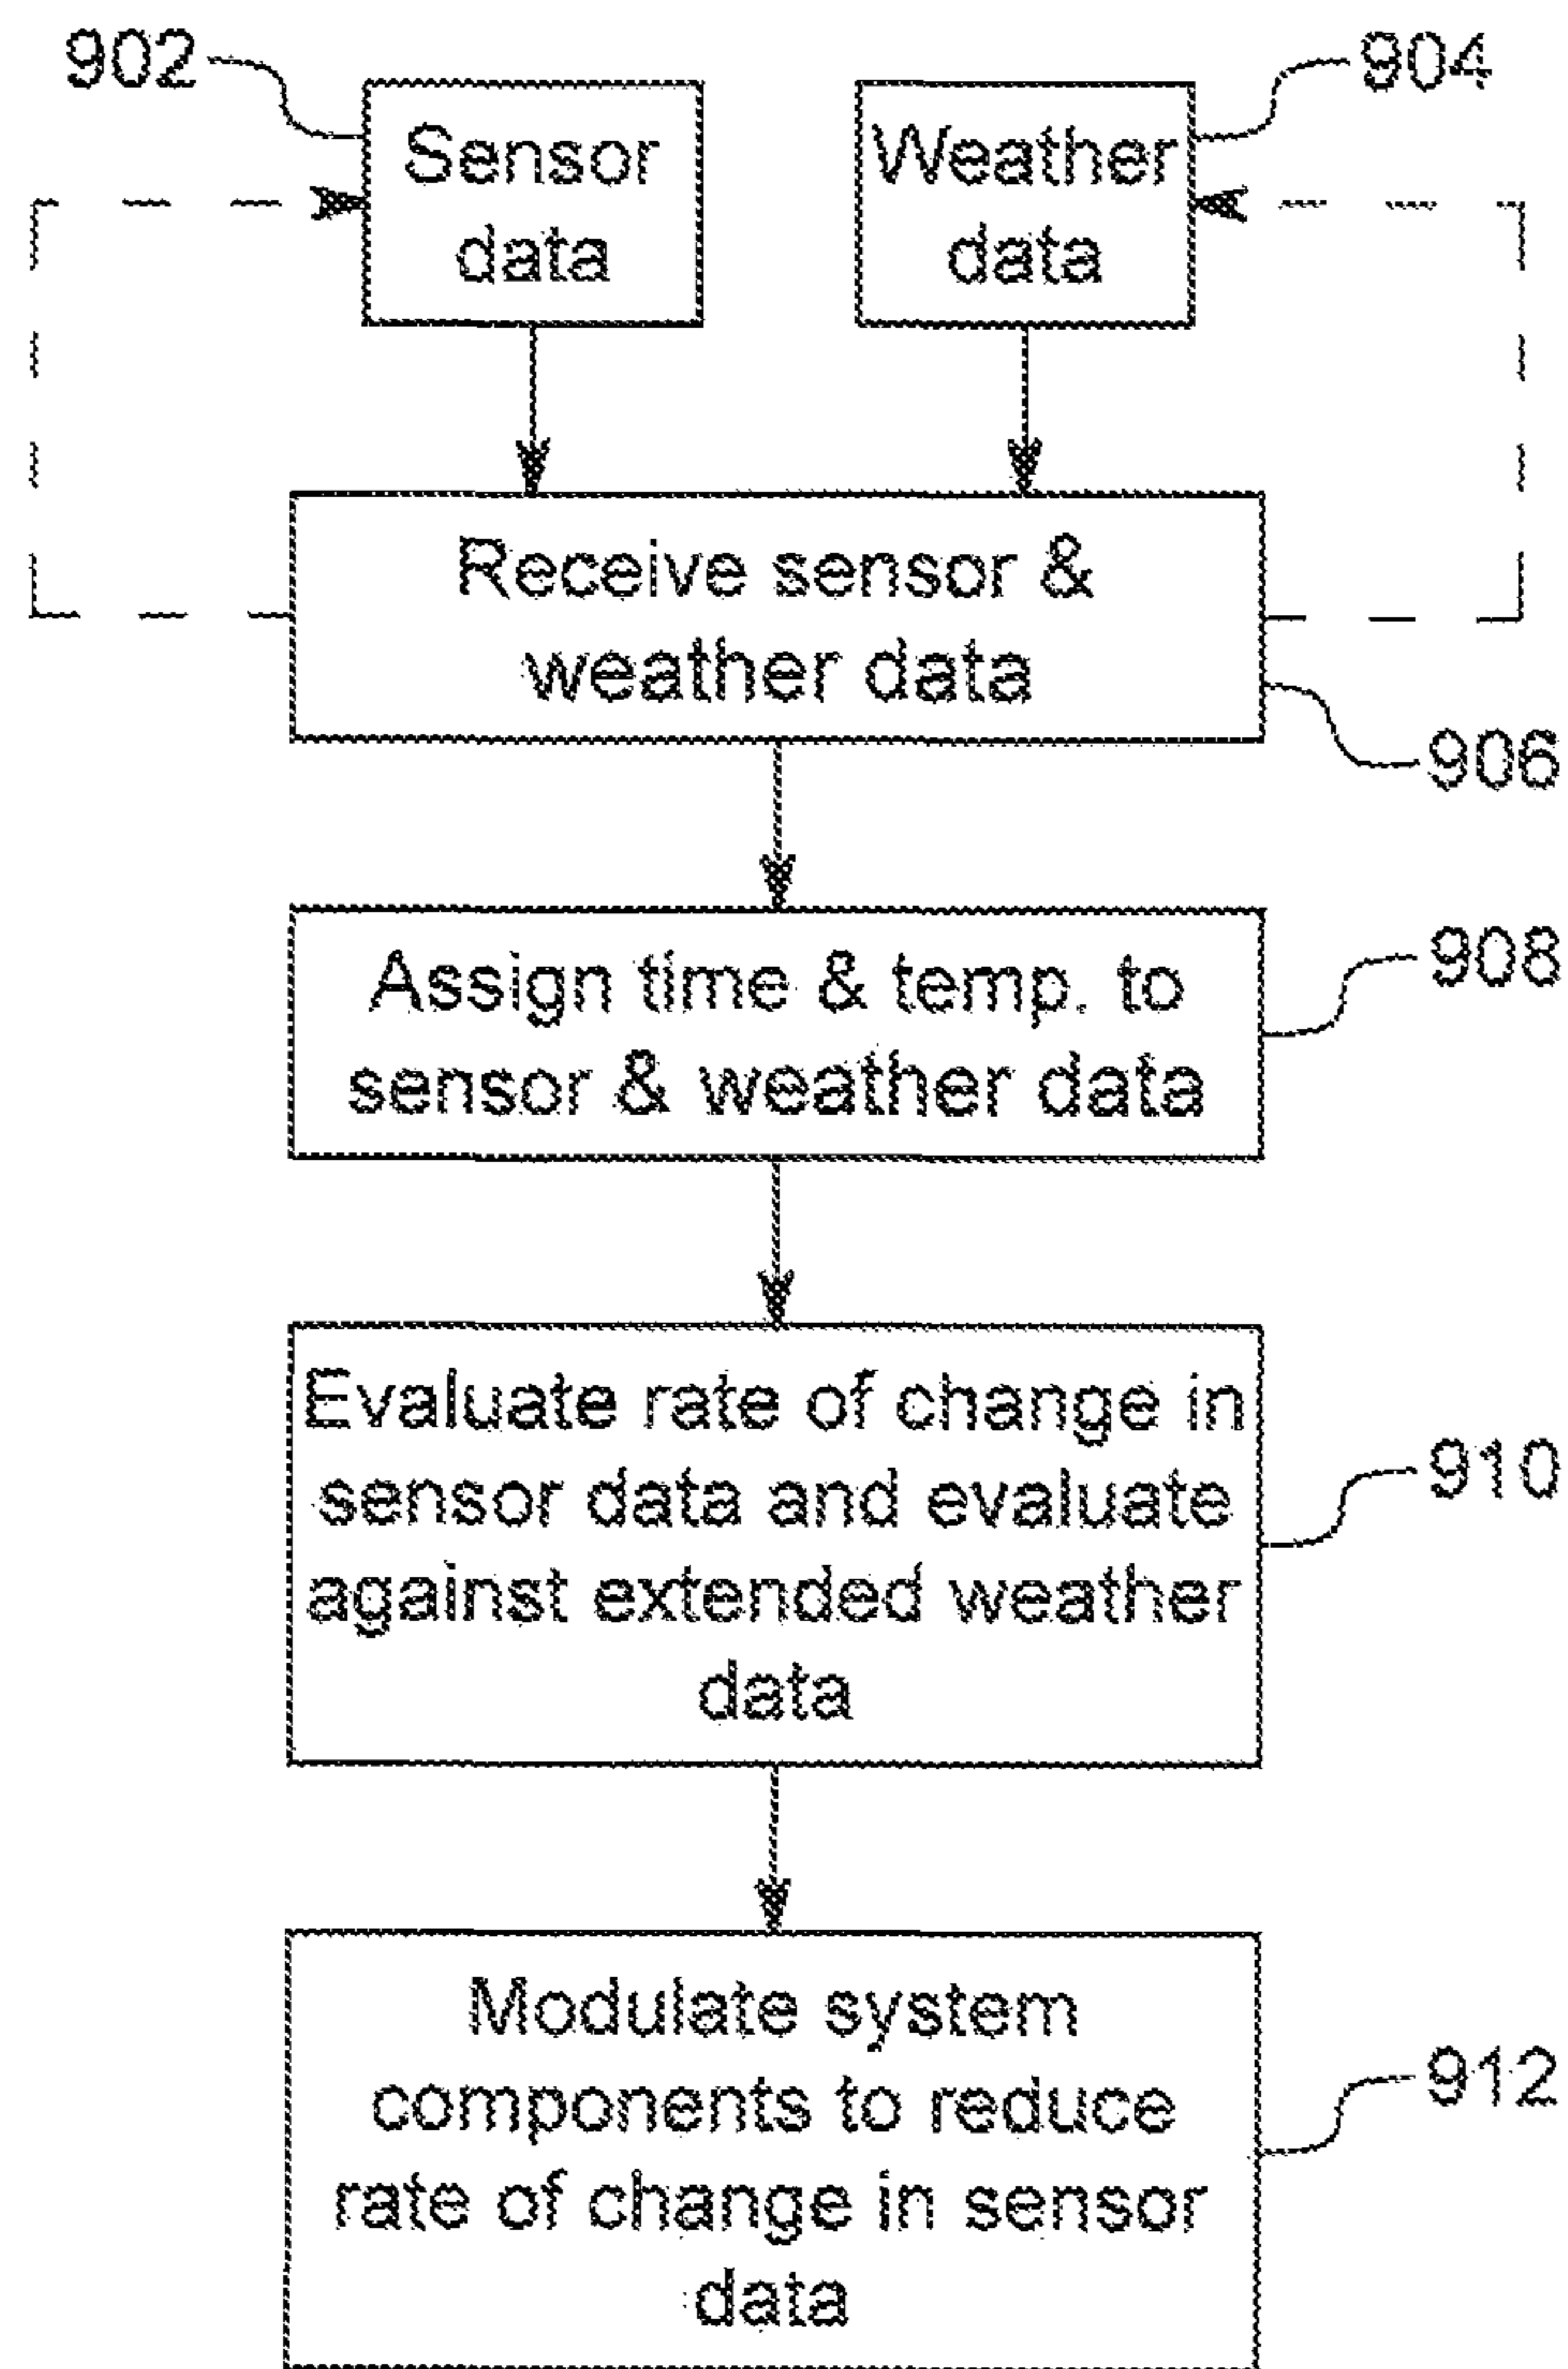 902
904
Sensor
data
Weather
data
Receive sensor &
weather data
906
Assign time & temp. to
sensor & weather data
908
Evaluate rate of change in
sensor data and evaluate
against extended weather
data
910
Modulate system
components to reduce
rate of change in sensor
data
912